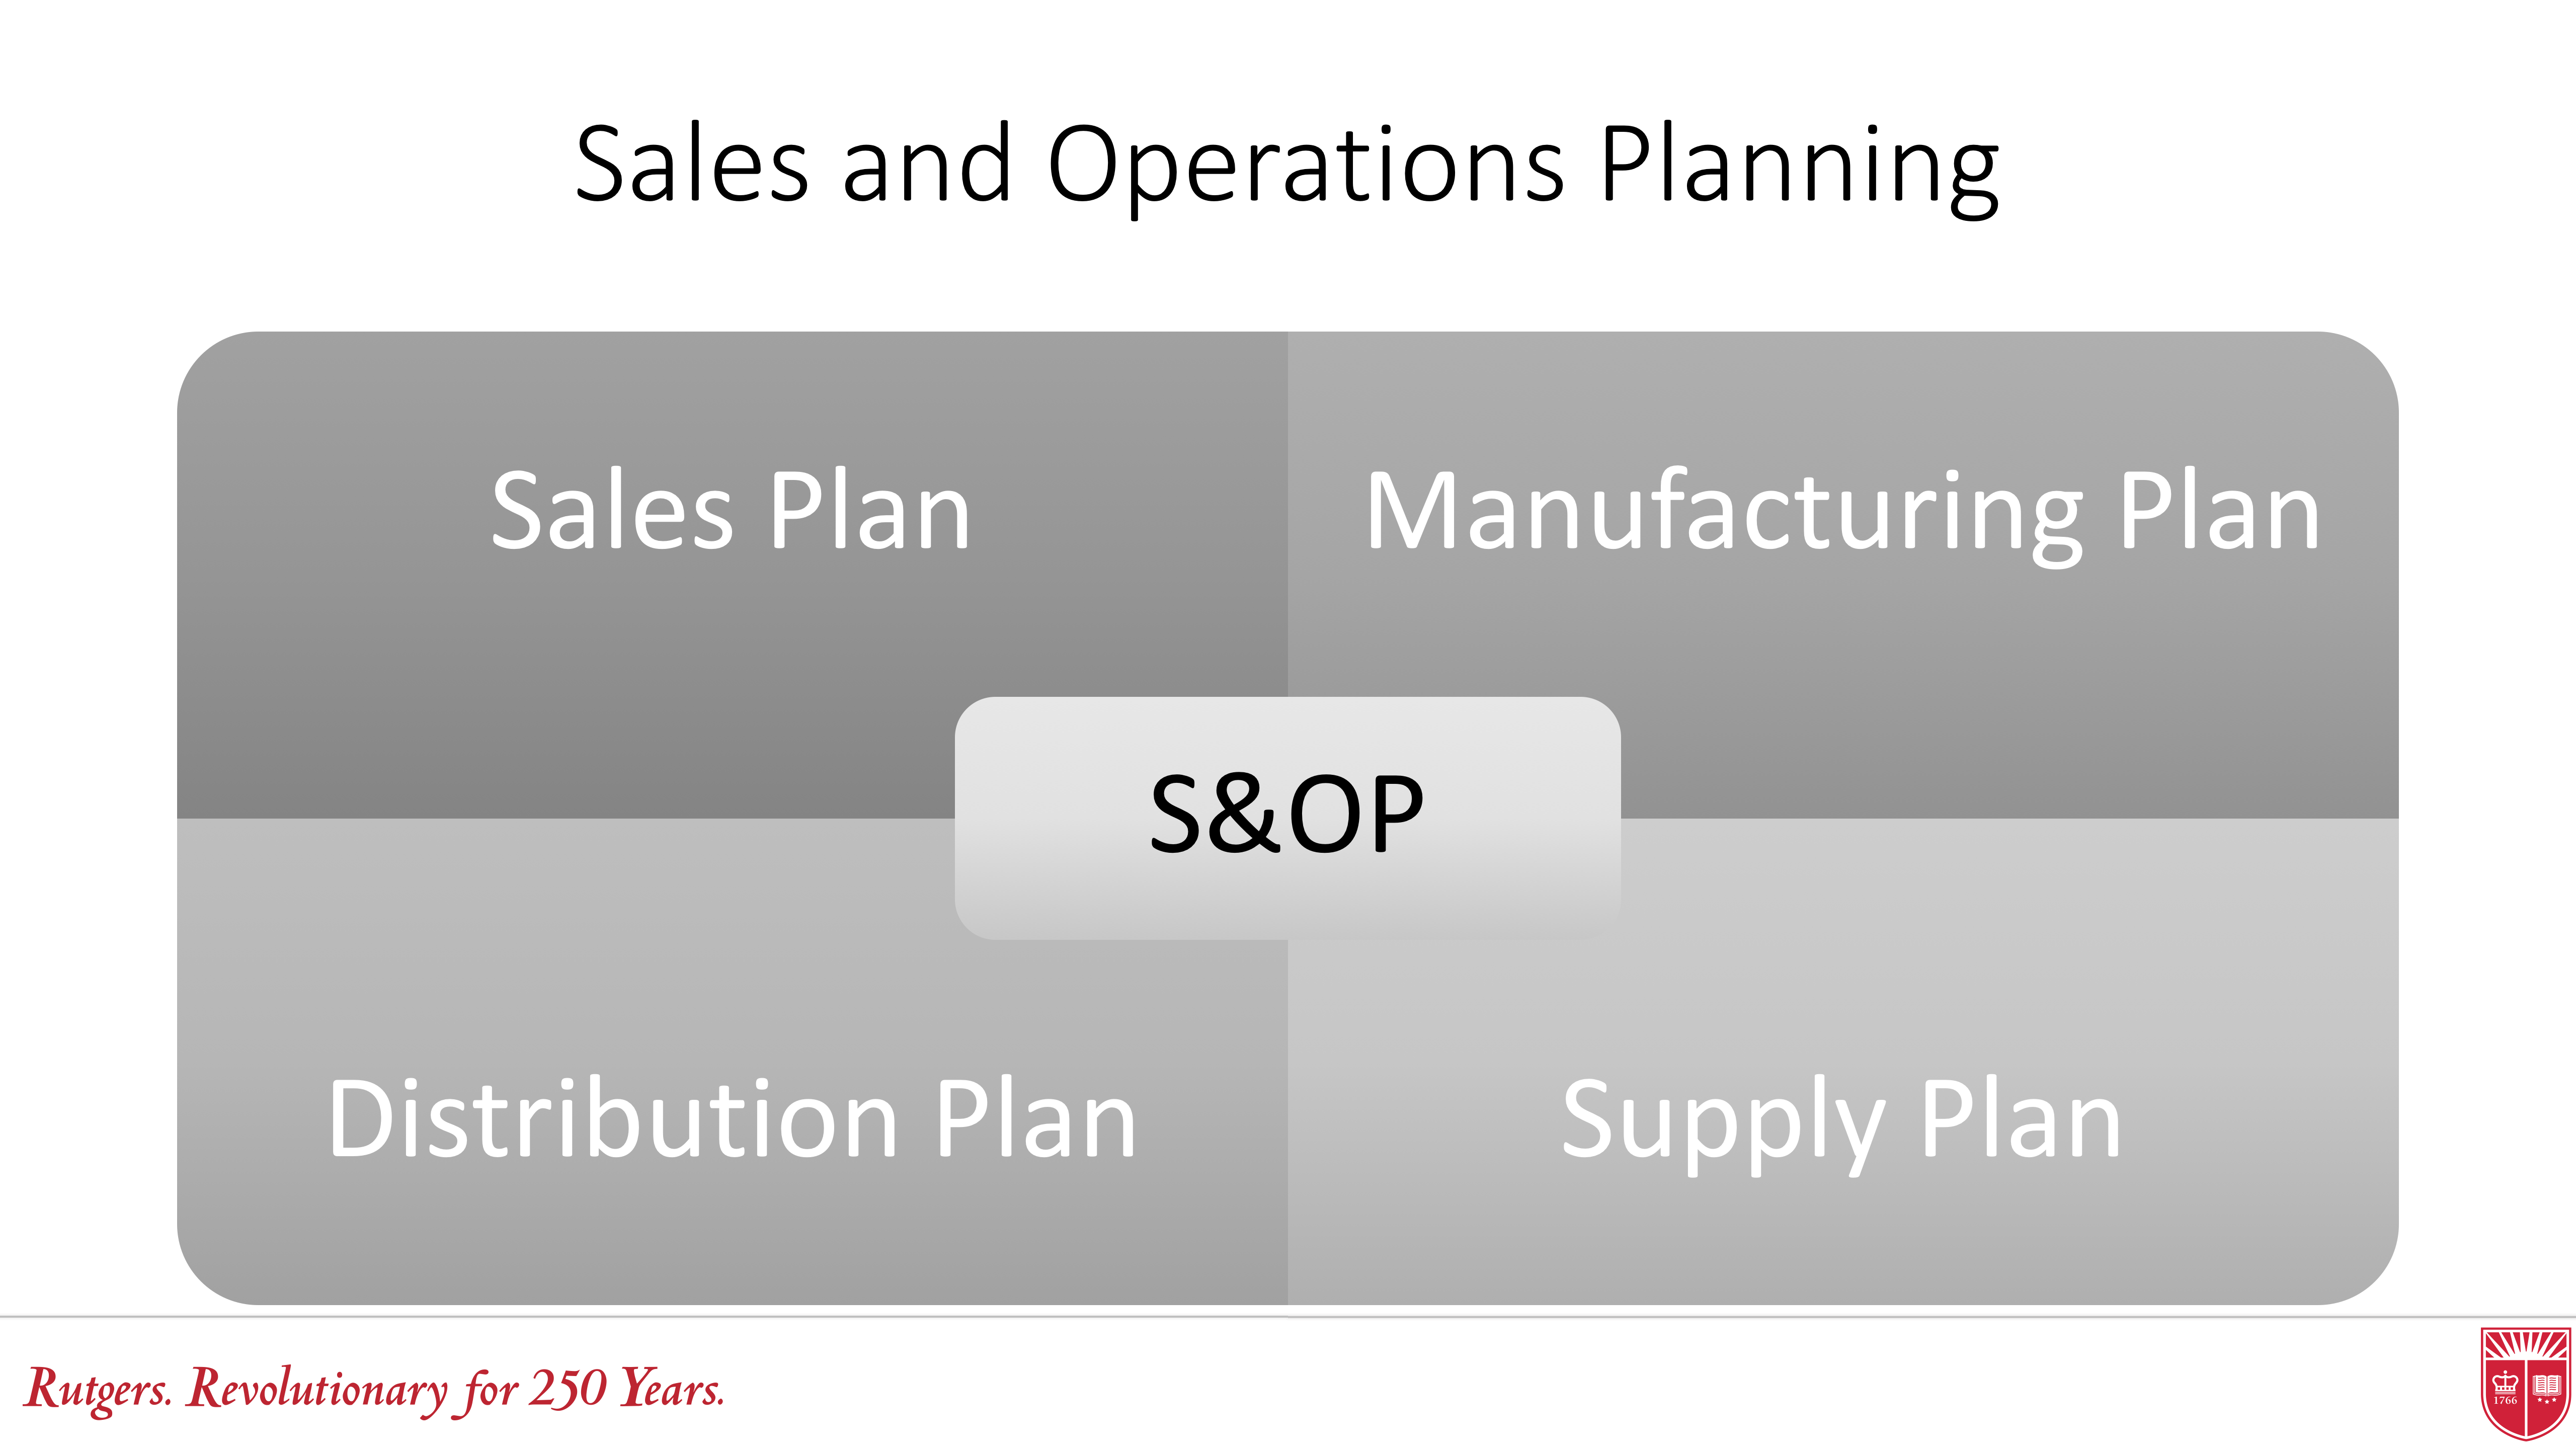 Sales and Operations Planning
Sales Plan
Manufacturing Plan
S&OP
Distribution Plan
Supply Plan
Rutgers. Revolutionary for 250 Years.
1766